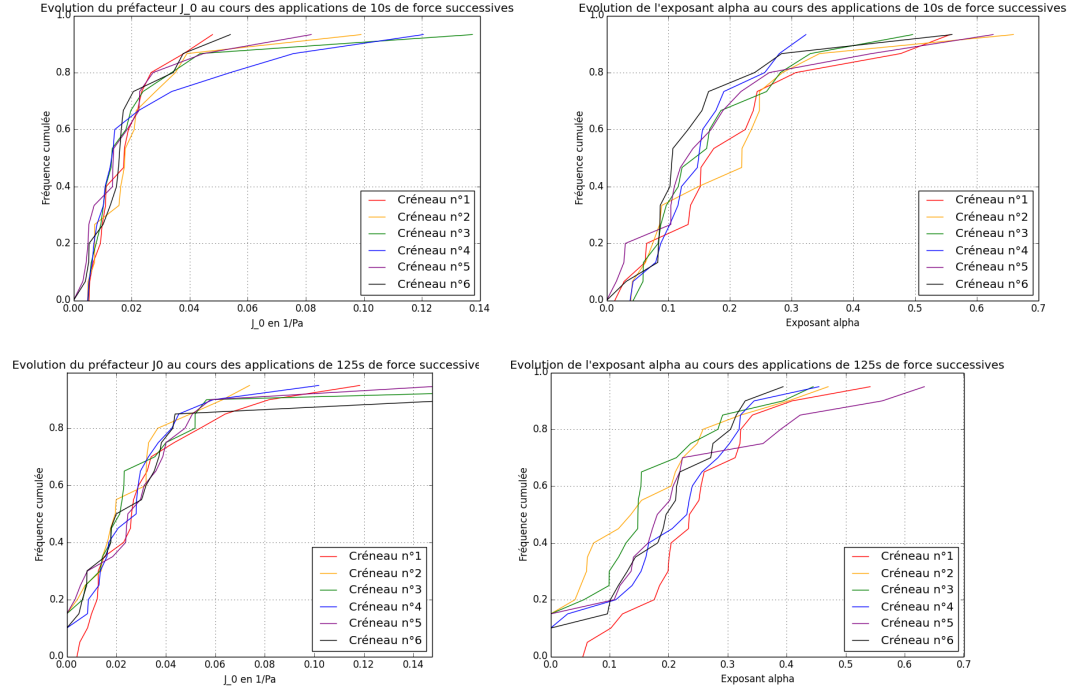 Evolution du préfacteur J_0 au cours des applications de 10s de force successives
1.0
0.8
0.6
0.4
0.2
0.0
Fréquence cumulée
0.00 0.02 0.04 0.06 0.08 0.10 0.12 0.14
J_0 en 1/Pa
Créneau n°1
Créneau n°2
Créneau n°3
Créneau n°4
Créneau n°5
Créneau n°6
Evolution de l'exposant alpha au cours des applications de 10s de force successives
1.0
0.8
0.6
0.4
0.2
0.0
Fréquence cumulée
0.0 0.1 0.2 0.3 0.4 0.5 0.6 0.7
Exposant alpha
Créneau n°1
Créneau n°2
Créneau n°3
Créneau n°4
Créneau n°5
Créneau n°6
Evolution du préfacteur J0 au cours des applications de 125s de force successive
0.8
0.6
0.4
0.2
0.0
Fréquence cumulée
0.00 0.02 0.04 0.06 0.08 0.10 0.12 0.14
J_0 en 1/Pa
Créneau n°1
Créneau n°2
Créneau n°3
Créneau n°4
Créneau n°5
Créneau n°6
Evolution de l'exposant alpha au cours des applications de 125s de force successives
1.0
0.8
0.6
0.4
0.2
0.0
Fréquence cumulée
0.0 0.1 0.2 0.3 0.4 0.5 0.6 0.7
Exposant alpha
Créneau n°1
Créneau n°2
Créneau n°3
Créneau n°4
Créneau n°5
Créneau n°6